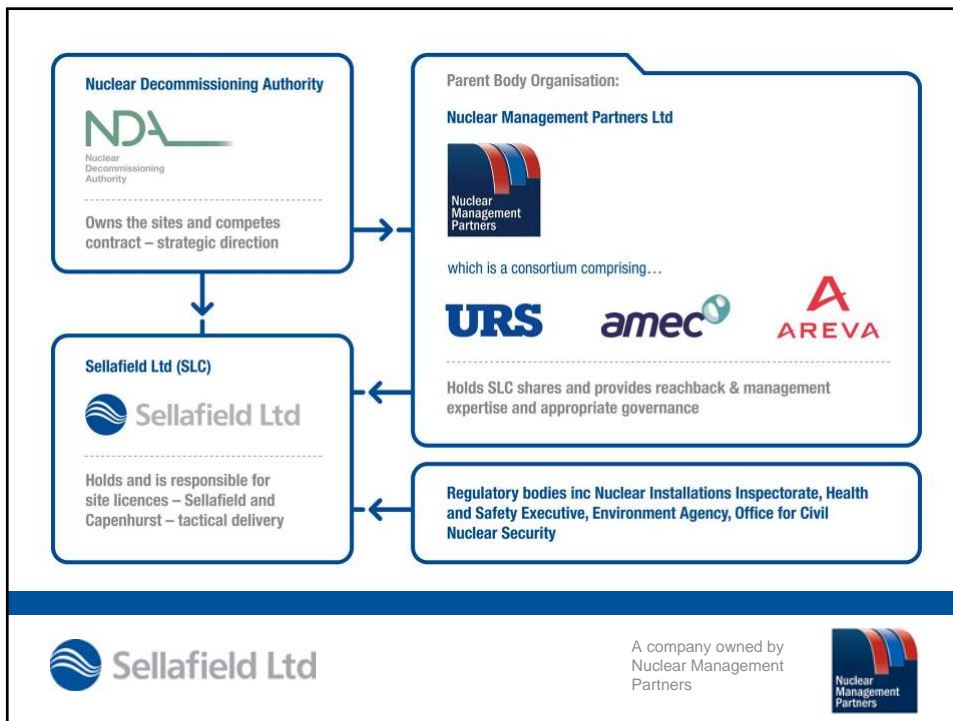 Nuclear Decommissioning Authority
NDA
Nuclear
Decommissioning
Authority
Owns the sites and competes
contract – strategic direction
Parent Body Organisation:
Nuclear Management Partners Ltd
Nuclear
Management
Partners
which is a consortium comprising…
URS
amec
AREVA
Holds SLC shares and provides reachback & management
expertise and appropriate governance
Sellafield Ltd (SLC)
Sellafield Ltd
Holds and is responsible for
site licences – Sellafield and
Capenhurst – tactical delivery
Regulatory bodies inc Nuclear Installations Inspectorate, Health
and Safety Executive, Environment Agency, Office for Civil
Nuclear Security
Sellafield Ltd
A company owned by
Nuclear Management
Partners
Nuclear
Management
Partners